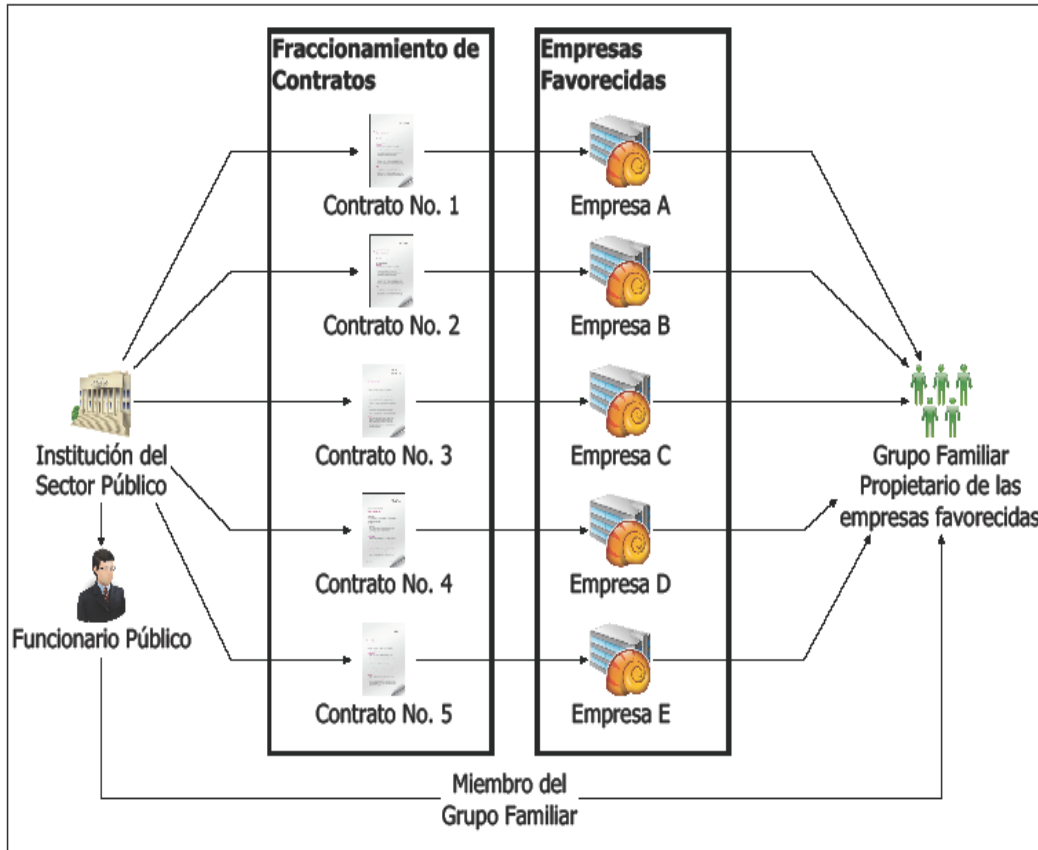 Fraccionamiento de
Contratos
Empresas
Favorecidas
Contrato No. 1
Empresa A
Contrato No. 2
Empresa B
Institución del
Sector Público
Contrato No. 3
Empresa C
Grupo Familiar
Propietario de las
empresas favorecidas
Contrato No. 4
Empresa D
Funcionario Público
Contrato No. 5
Empresa E
Miembro del
Grupo Familiar